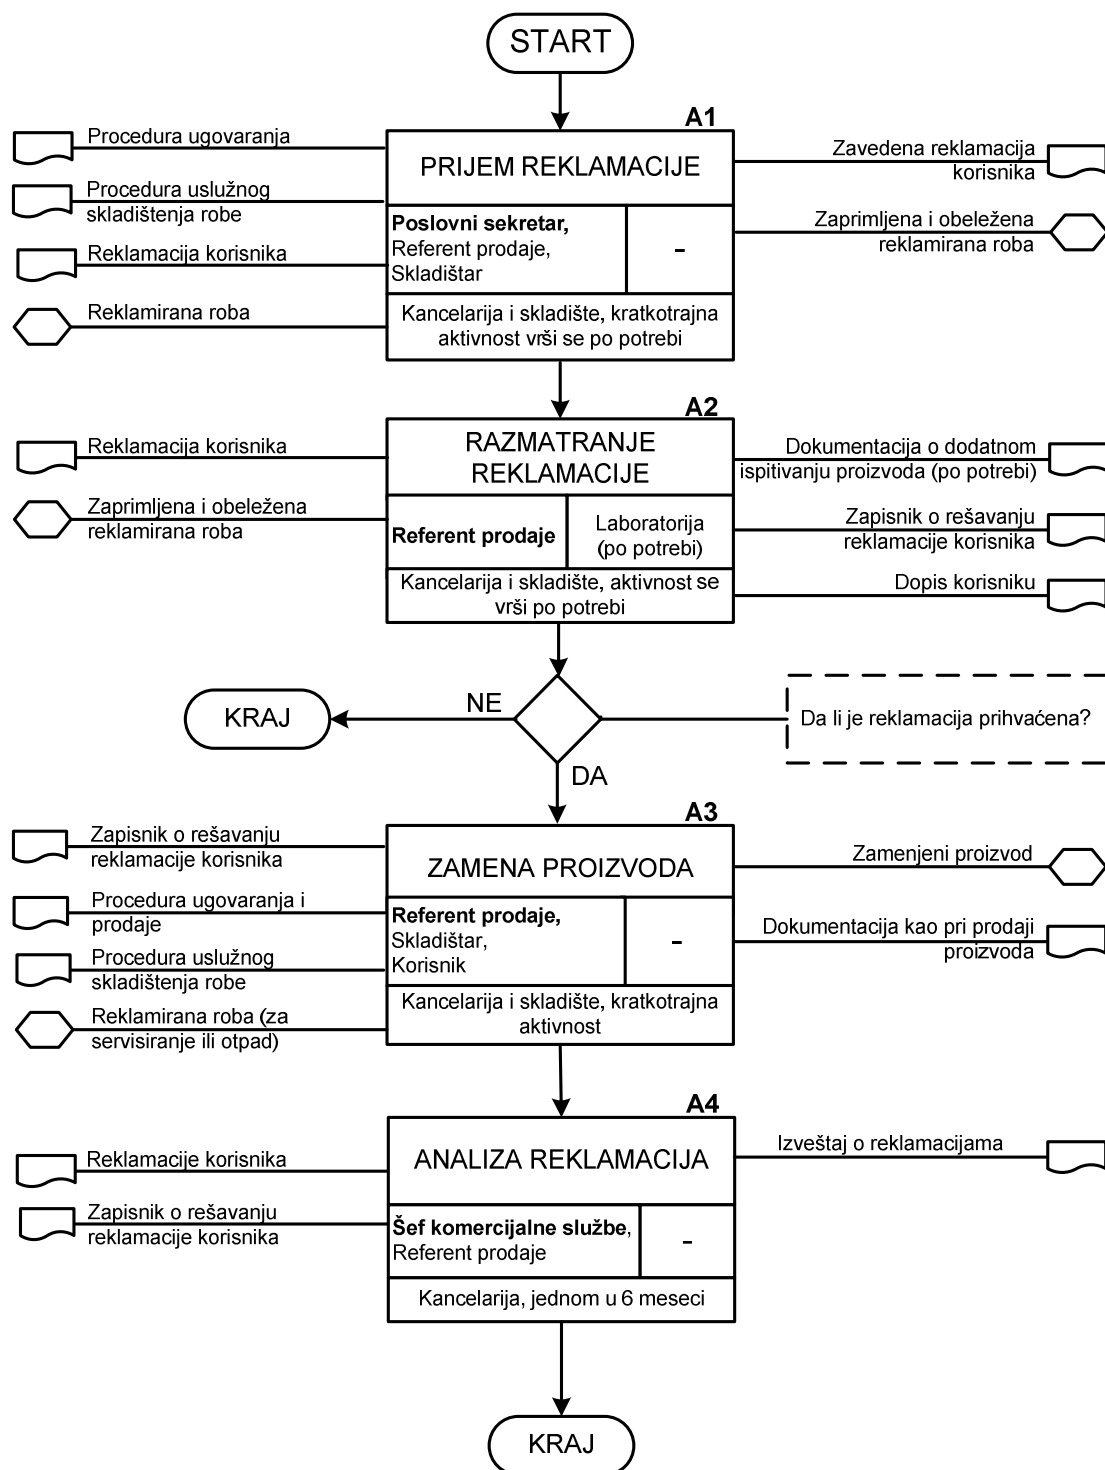 START
A1
Procedura ugovaranja
Procedura uslužnog
skladištenja robe
Reklamacija korisnika
Reklamirana roba
PRIJEM REKLAMACIJE
Poslovni sekretar,
Referent prodaje,
Skladištar
-
Kancelarija i skladište, kratkotrajna
aktivnost vrši se po potrebi
Zavedena reklamacija
korisnika
Zaprimljena i obeležena
reklamirana roba
A2
Reklamacija korisnika
Zaprimljena i obeležena
reklamirana roba
RAZMATRANJE
REKLAMACIJE
Referent prodaje
Laboratorija
(po potrebi)
Kancelarija i skladište, aktivnost se
vrši po potrebi
Dokumentacija o dodatnom
ispitivanju proizvoda (po potrebi)
Zapisnik o rešavanju
reklamacije korisnika
Dopis korisniku
KRAJ
NE
DA
Da li je reklamacija prihvaćena?
A3
Zapisnik o rešavanju
reklamacije korisnika
Procedura ugovaranja i
prodaje
Procedura uslužnog
skladištenja robe
Reklamirana roba (za
servisiranje ili otpad)
ZAMENA PROIZVODA
Referent prodaje,
Skladištar,
Korisnik
-
Kancelarija i skladište, kratkotrajna
aktivnost
Zamenjeni proizvod
Dokumentacija kao pri prodaji
proizvoda
A4
Reklamacije korisnika
Zapisnik o rešavanju
reklamacije korisnika
ANALIZA REKLAMACIJA
Šef komercijalne službe,
Referent prodaje
-
Kancelarija, jednom u 6 meseci
Izveštaj o reklamacijama
KRAJ